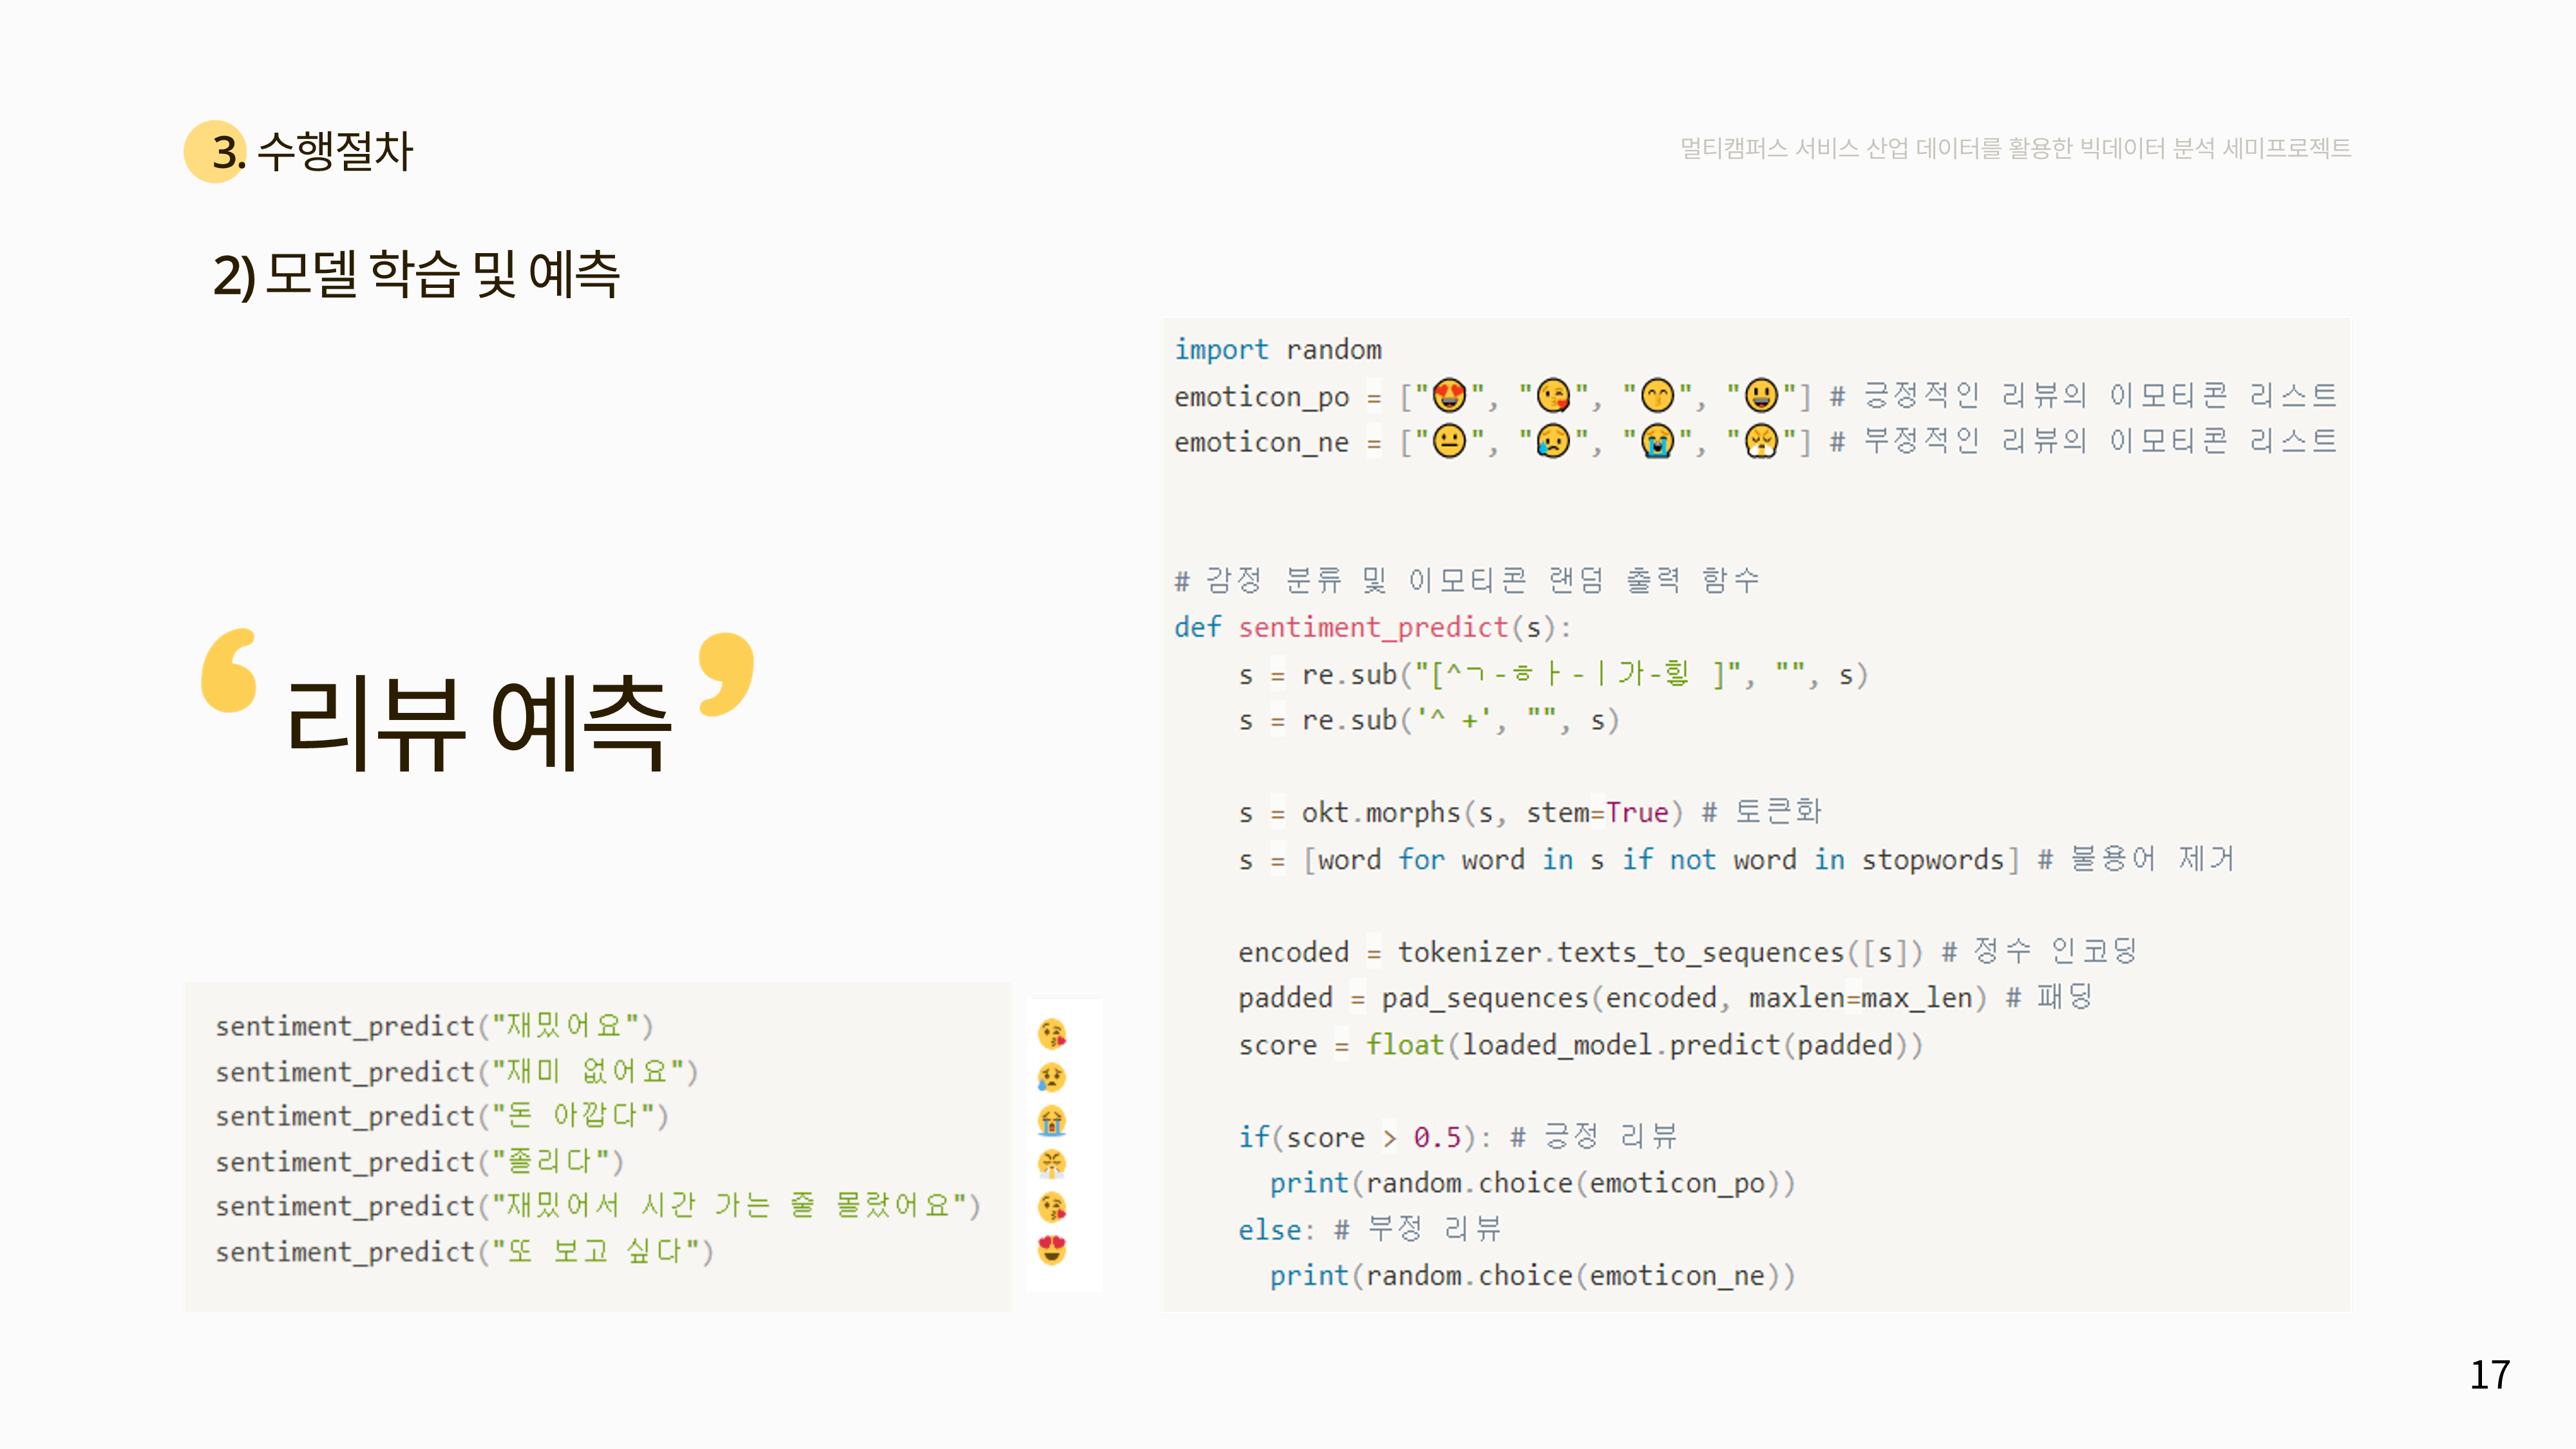 3. 수행절차
멀티캠퍼스 서비스 산업 데이터를 활용한 빅데이터 분석 세미프로젝트
2) 모델 학습 및 예측
‘리뷰 예측’
sentiment_predict("재밌어요")
sentiment_predict("재미 없어요")
sentiment_predict("돈 아깝다")
sentiment_predict("졸리다")
sentiment_predict("재밌어서 시간 가는 줄 몰랐어요")
sentiment_predict("또 보고 싶다")
😘
😥
😭
😤
😘
😍
import random
emoticon_po = ["😍", "😘", "😙", "😃"] # 긍정적인 리뷰의 이모티콘 리스트
emoticon_ne = ["😐", "😥", "😭", "😤"] # 부정적인 리뷰의 이모티콘 리스트
# 감정 분류 및 이모티콘 랜덤 출력 함수
def sentiment_predict(s):
    s = re.sub("[^ㄱ-ㅎㅏ-ㅣ가-힣 ]", "", s)
    s = re.sub('^ +', "", s)
    s = okt.morphs(s, stem=True) # 토큰화
    s = [word for word in s if not word in stopwords] # 불용어 제거
    encoded = tokenizer.texts_to_sequences([s]) # 정수 인코딩
    padded = pad_sequences(encoded, maxlen=max_len) # 패딩
    score = float(loaded_model.predict(padded))
    if(score > 0.5): # 긍정 리뷰
      print(random.choice(emoticon_po))
    else: # 부정 리뷰
      print(random.choice(emoticon_ne))
17